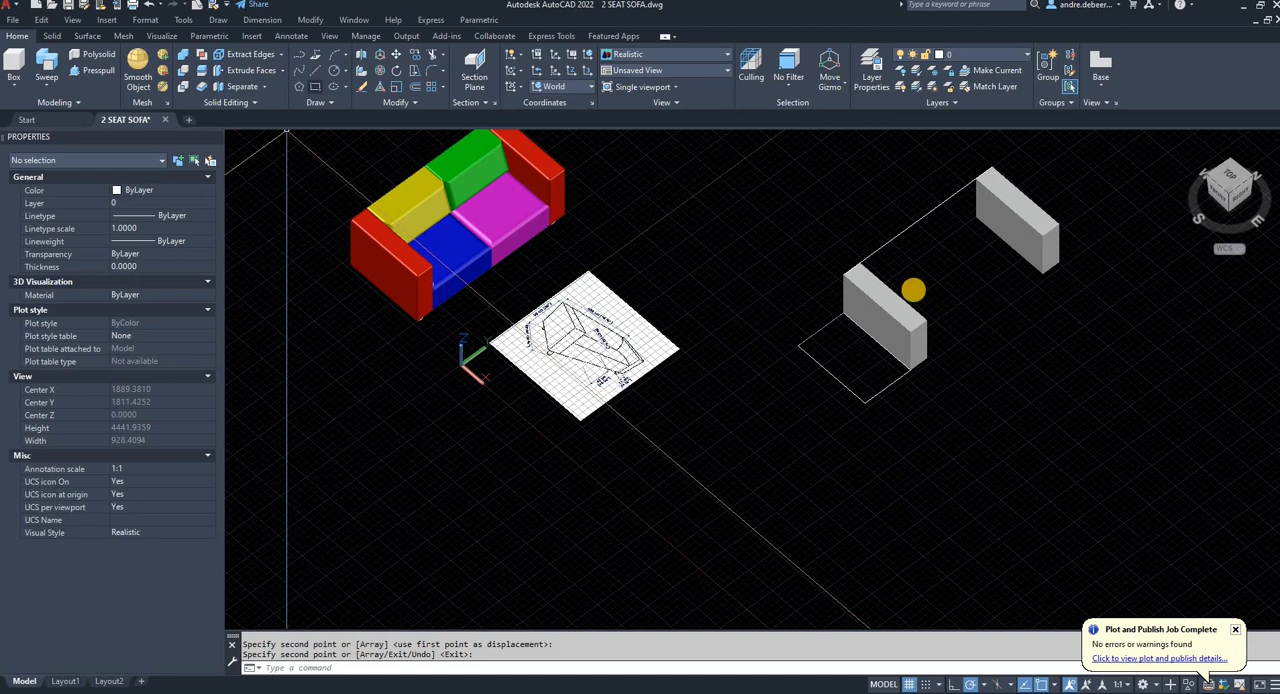 Share
Autodesk AutoCAD 2022 2 SEAT SOFA.dwg
Type a keyword or phrase
andre.debeer...
File Edit View Insert Format Tools Draw Dimension Modify Window Help Express Parametric
Home Solid Surface Mesh Visualize Parametric Insert Annotate View Manage Output Add-ins Collaborate Express Tools Featured Apps
Box
Sweep
Polysolid
Presspull
Smooth Object
Extrude Edges
Extrude Faces
Separate
Section Plane
World
Realistic
Unsaved View
Single viewport
Culling
No Filter
Move Gizmo
Layer Properties
0
Make Current
Match Layer
Group
Base
Modeling Mesh Solid Editing Draw Modify Section Coordinates View Selection Layers Groups View
Start
2 SEAT SOFA*
PROPERTIES
No selection
General
Color ByLayer
Layer 0
Linetype ByLayer
Linetype scale 1.0000
Lineweight ByLayer
Transparency ByLayer
Thickness 0.0000
3D Visualization
Material ByLayer
Plot style
Plot style ByColor
Plot style table None
Plot table attached to Model
Plot table type Not available
View
Center X 1889.3810
Center Y 1811.4252
Center Z 0.0000
Height 4441.9359
Width 928.4094
Misc
Annotation scale 1:1
UCS icon On Yes
UCS icon at origin Yes
UCS per viewport Yes
UCS Name
Visual Style Realistic
Z
X
TOP
FRONT
RIGHT
W
N
S
E
WCS
Specify second point or [Array] <use first point as displacement>:
Specify second point or [Array/Exit/Undo] <Exit>:
Type a command
Plot and Publish Job Complete
No errors or warnings found
Click to view plot and publish details...
Model Layout1 Layout2 +
MODEL
1:1